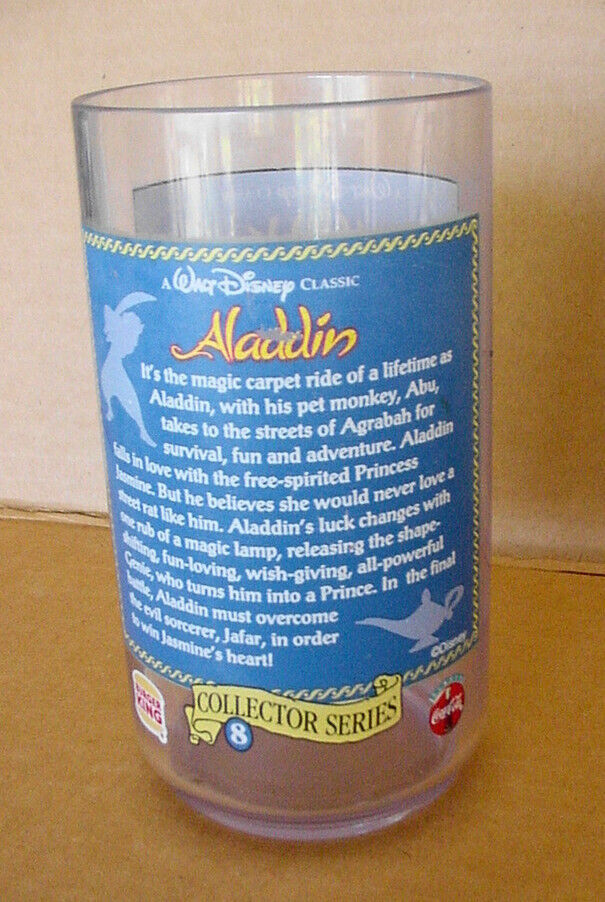 A WALT DISNEY CLASSIC
Aladdin
It's the magic carpet ride of a lifetime as
Aladdin, with his pet monkey, Abu,
takes to the streets of Agrabah for
survival, fun and adventure. Aladdin
falls in love with the free-spirited Princess
Jasmine. But he believes she would never love a
street rat like him. Aladdin's luck changes with
one rub of a magic lamp, releasing the shape-
shifting, fun-loving, wish-giving, all-powerful
Genie, who turns him into a Prince. In the final
battle, Aladdin must overcome
the evil sorcerer, Jafar, in order
to win Jasmine's heart!
©Disney
BURGER
KING
COLLECTOR SERIES
8
Coca-Cola